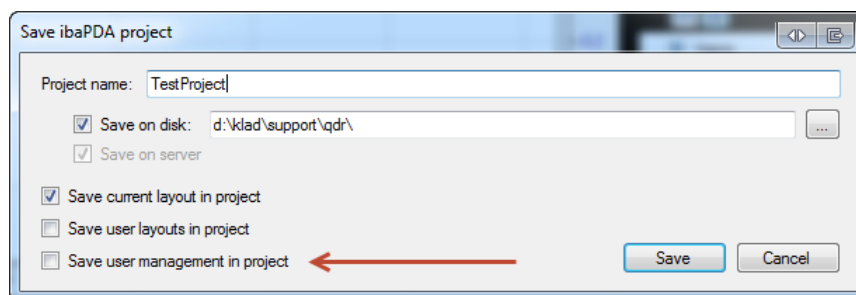 Save ibaPDA project
Project name: TestProject
Save on disk: d:\klad\support\qdr\
...
Save on server
Save current layout in project
Save user layouts in project
Save user management in project
Save Cancel